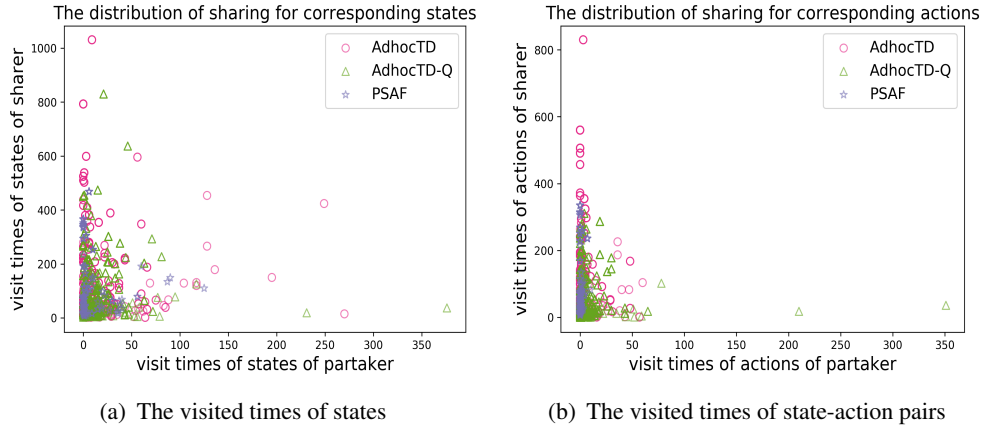 The distribution of sharing for corresponding states
visit times of states of sharer
1000
800
600
400
200
0
AdhocTD
AdhocTD-Q
PSAF
0 50 100 150 200 250 300 350
visit times of states of partaker
(a) The visited times of states
The distribution of sharing for corresponding actions
visit times of actions of sharer
800
600
400
200
0
AdhocTD
AdhocTD-Q
PSAF
0 50 100 150 200 250 300 350
visit times of actions of partaker
(b) The visited times of state-action pairs